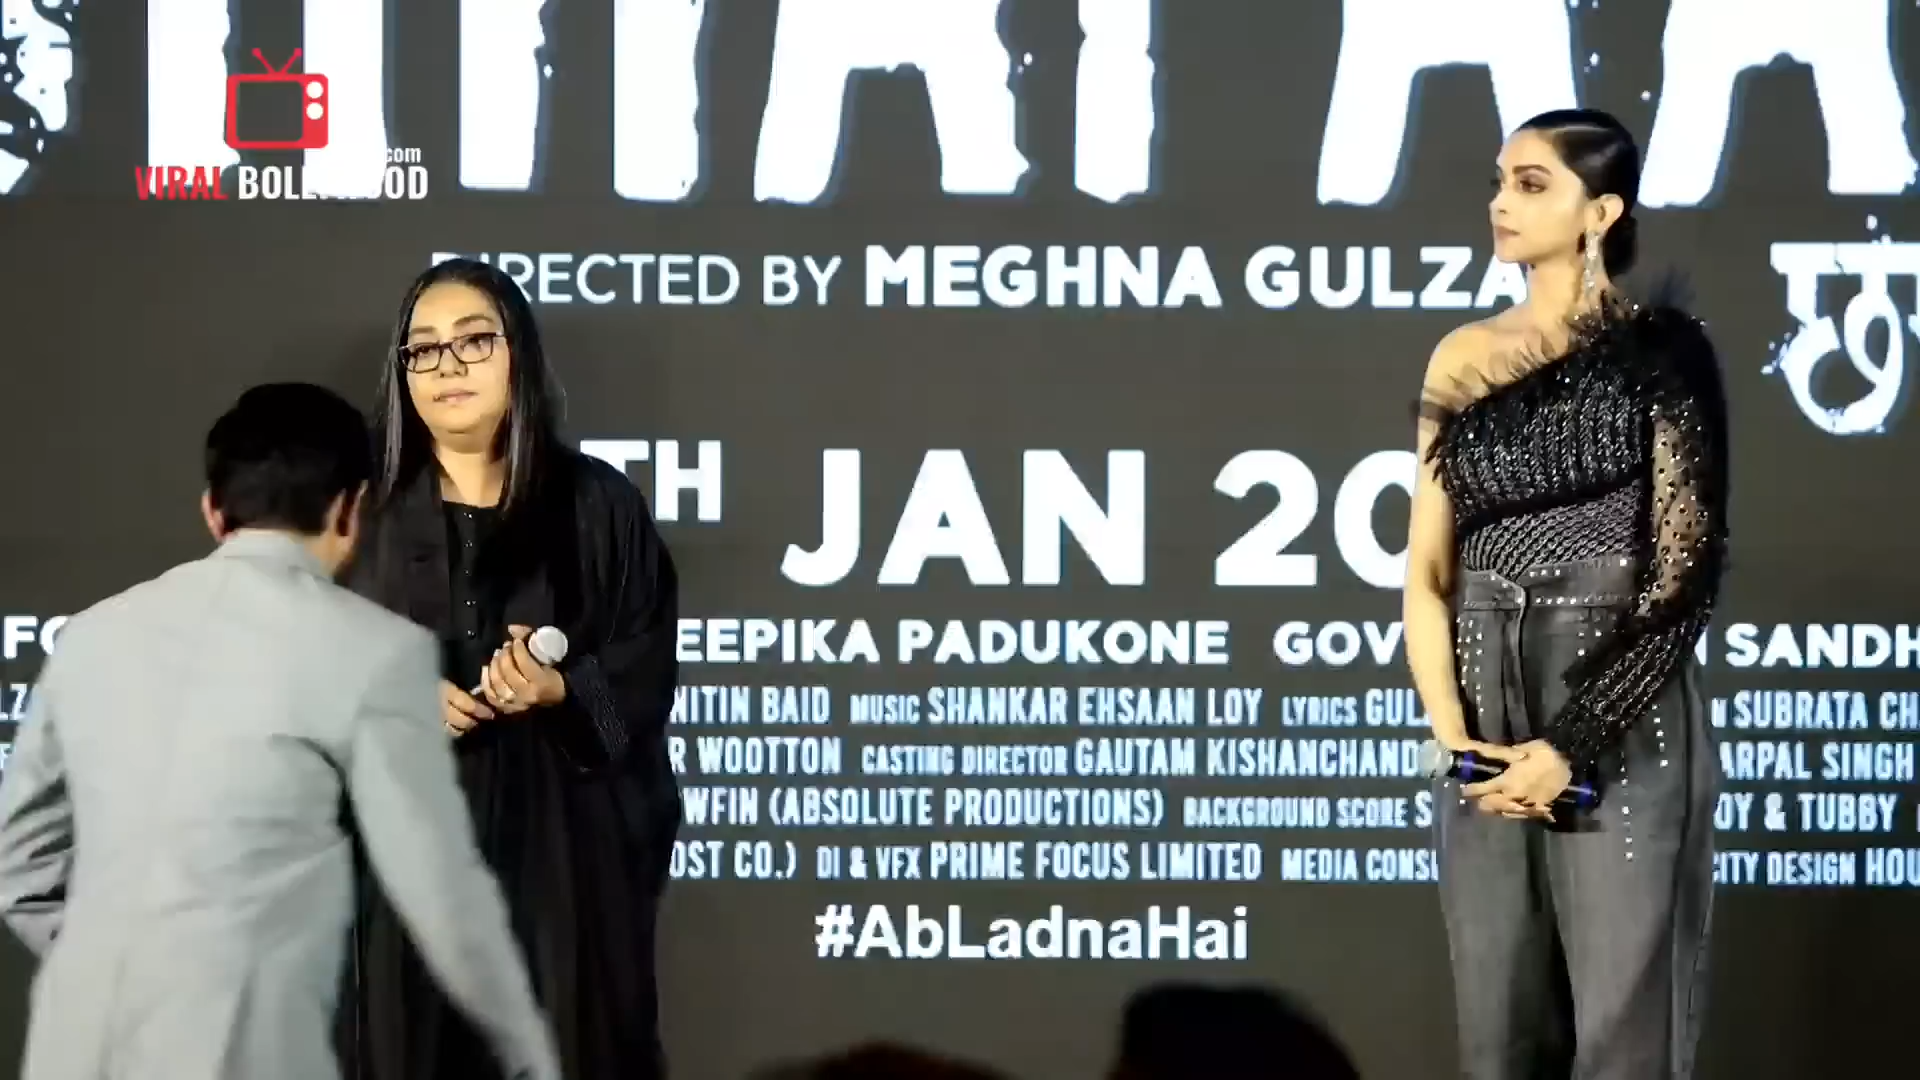 .com
VIRAL BOLLYWOOD
DIRECTED BY MEGHNA GULZA
छा
TH JAN 20
EEPIKA PADUKONE GOV SANDH
NITIN BAID MUSIC SHANKAR EHSAAN LOY LYRICS GUL SUBRATA CH
R WOOTTON CASTING DIRECTOR GAUTAM KISHANCHAND ARPAL SINGH
WFIN (ABSOLUTE PRODUCTIONS) BACKGROUND SCORE S OY & TUBBY
OST CO.) DI & VFX PRIME FOCUS LIMITED MEDIA CONSU CITY DESIGN HOU
#AbLadnaHai